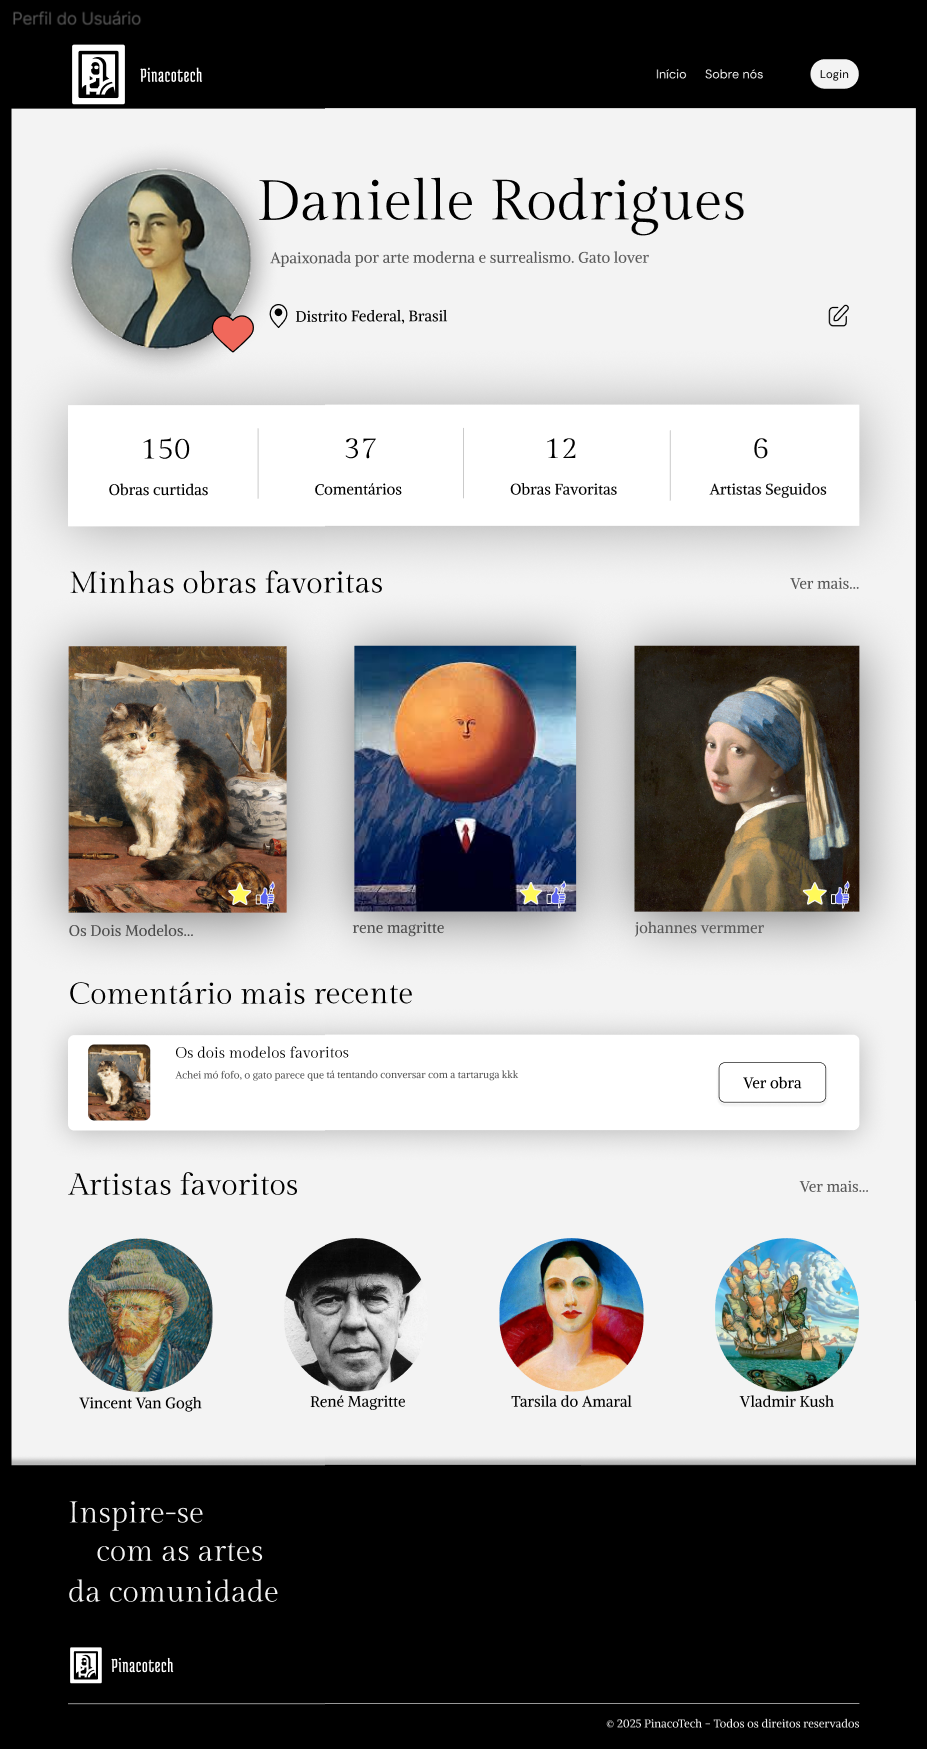 Perfil do Usuário
Pinacotech
Início
Sobre nós
Login
Danielle Rodrigues
Apaixonada por arte moderna e surrealismo. Gato lover
Distrito Federal, Brasil
150
Obras curtidas
37
Comentários
12
Obras Favoritas
6
Artistas Seguidos
Minhas obras favoritas
Ver mais...
Os Dois Modelos...
rene magritte
johannes vermmer
Comentário mais recente
Os dois modelos favoritos
Achei mó fofo, o gato parece que tá tentando conversar com a tartaruga kkk
Ver obra
Artistas favoritos
Ver mais...
Vincent Van Gogh
René Magritte
Tarsila do Amaral
Vladmir Kush
Inspire-se
com as artes
da comunidade
Pinacotech
© 2025 PinacoTech - Todos os direitos reservados